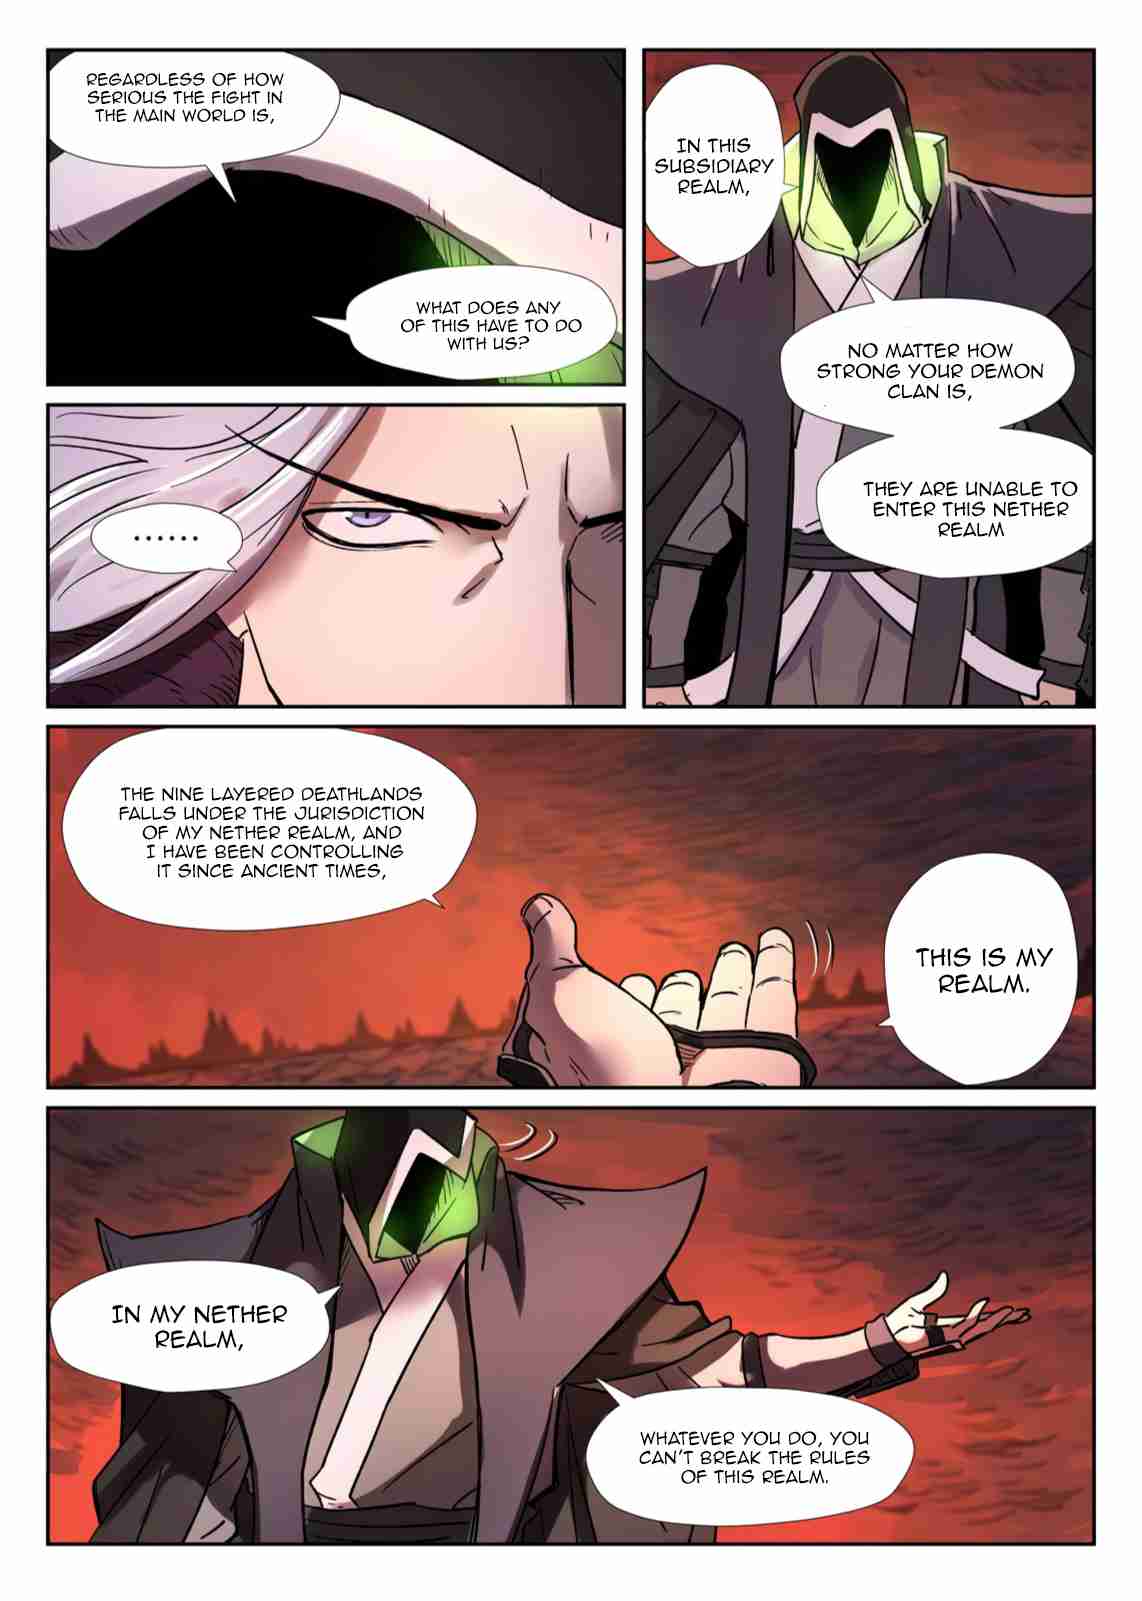 REGARDLESS OF HOW
SERIOUS THE FIGHT IN
THE MAIN WORLD IS,
WHAT DOES ANY
OF THIS HAVE TO DO
WITH US?
IN THIS
SUBSIDIARY
REALM,
NO MATTER HOW
STRONG YOUR DEMON
CLAN IS,
THEY ARE UNABLE TO
ENTER THIS NETHER
REALM
••••••
THE NINE LAYERED DEATHLANDS
FALLS UNDER THE JURISDICTION
OF MY NETHER REALM, AND
I HAVE BEEN CONTROLLING
IT SINCE ANCIENT TIMES,
THIS IS MY
REALM.
IN MY NETHER
REALM,
WHATEVER YOU DO, YOU
CAN'T BREAK THE RULES
OF THIS REALM.